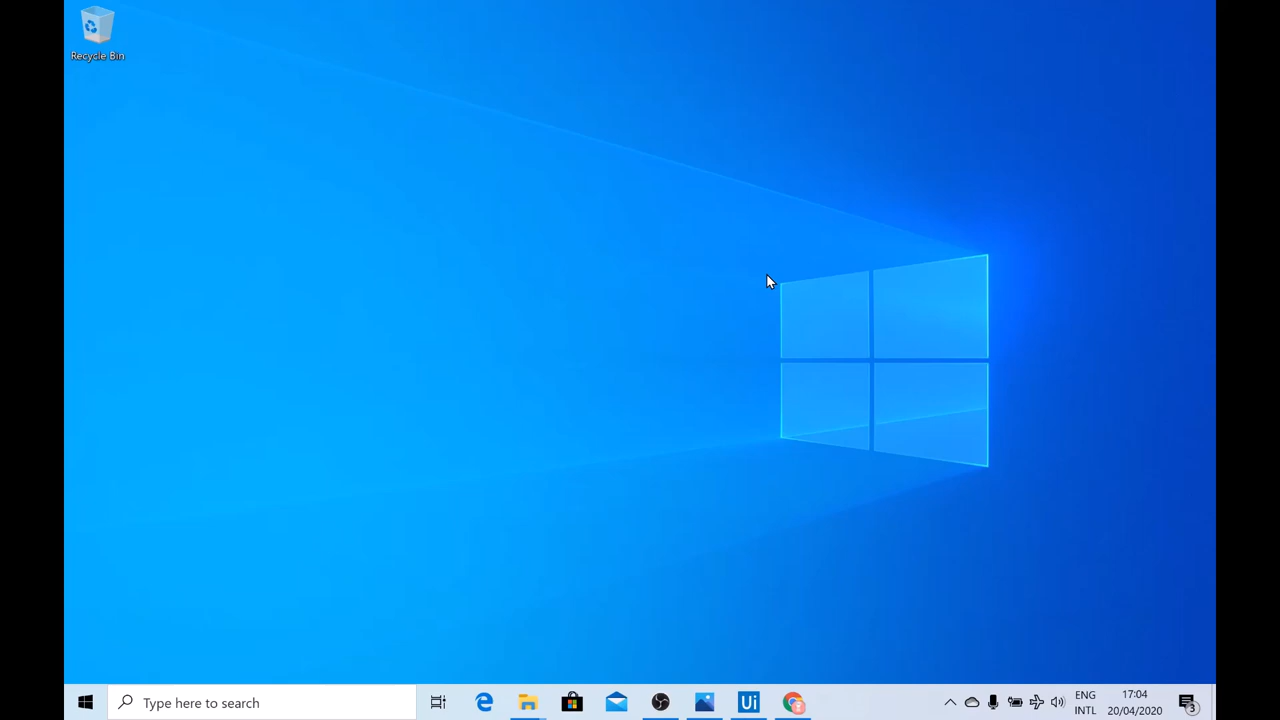 Recycle Bin
Type here to search
Ui
ENG
INTL
17:04
20/04/2020
3